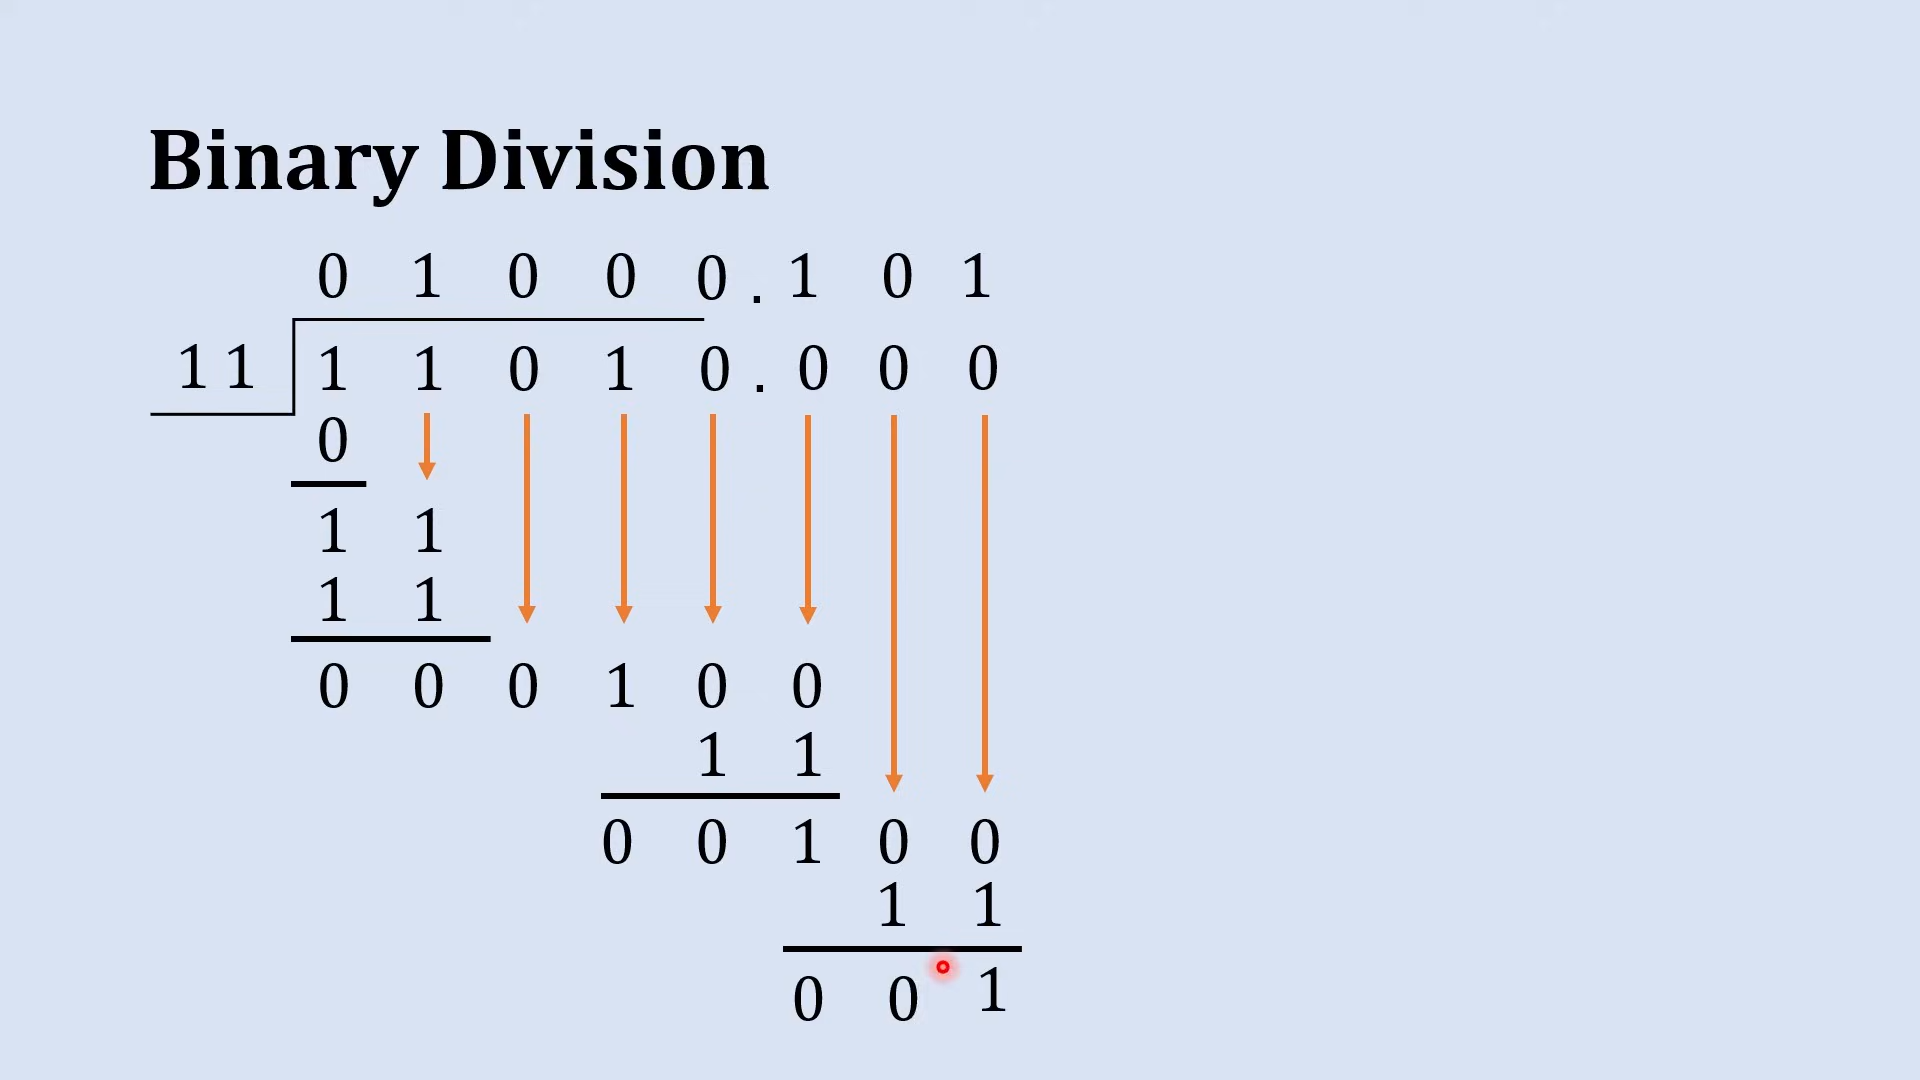 Binary Division
0 1 0 0 0 . 1 0 1
1 1 1 1 0 1 0 . 0 0 0
0
1 1
1 1
0 0 0 1 0 0
1 1
0 0 1 0 0
1 1
0 0 1